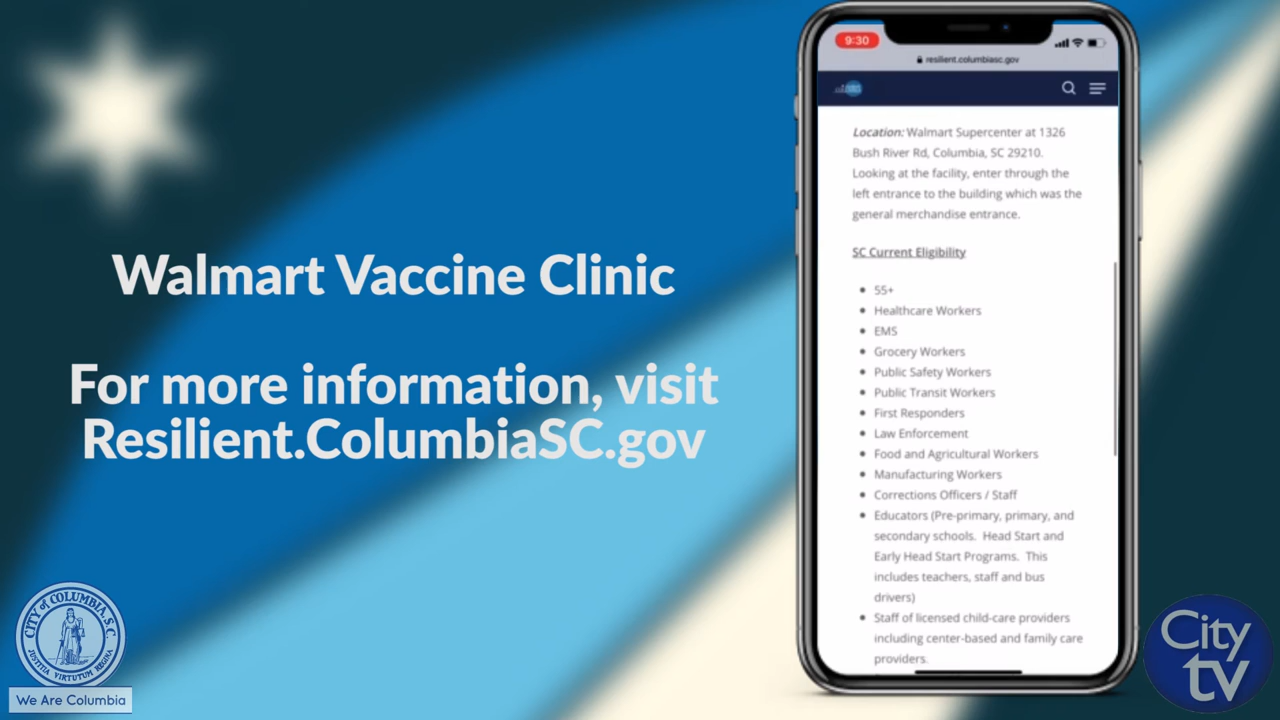 Walmart Vaccine Clinic
For more information, visit
Resilient.ColumbiaSC.gov
9:30
resilient.columbiasc.gov
Location: Walmart Supercenter at 1326
Bush River Rd, Columbia, SC 29210.
Looking at the facility, enter through the
left entrance to the building which was the
general merchandise entrance.
SC Current Eligibility
55+
Healthcare Workers
EMS
Grocery Workers
Public Safety Workers
Public Transit Workers
First Responders
Law Enforcement
Food and Agricultural Workers
Manufacturing Workers
Corrections Officers / Staff
Educators (Pre-primary, primary, and
secondary schools. Head Start and
Early Head Start Programs. This
includes teachers, staff and bus
drivers)
Staff of licensed child-care providers
including center-based and family care
providers.
CITY of COLUMBIA, S.C.
JUSTITIA VIRTUTUM REGINA
We Are Columbia
City
tv